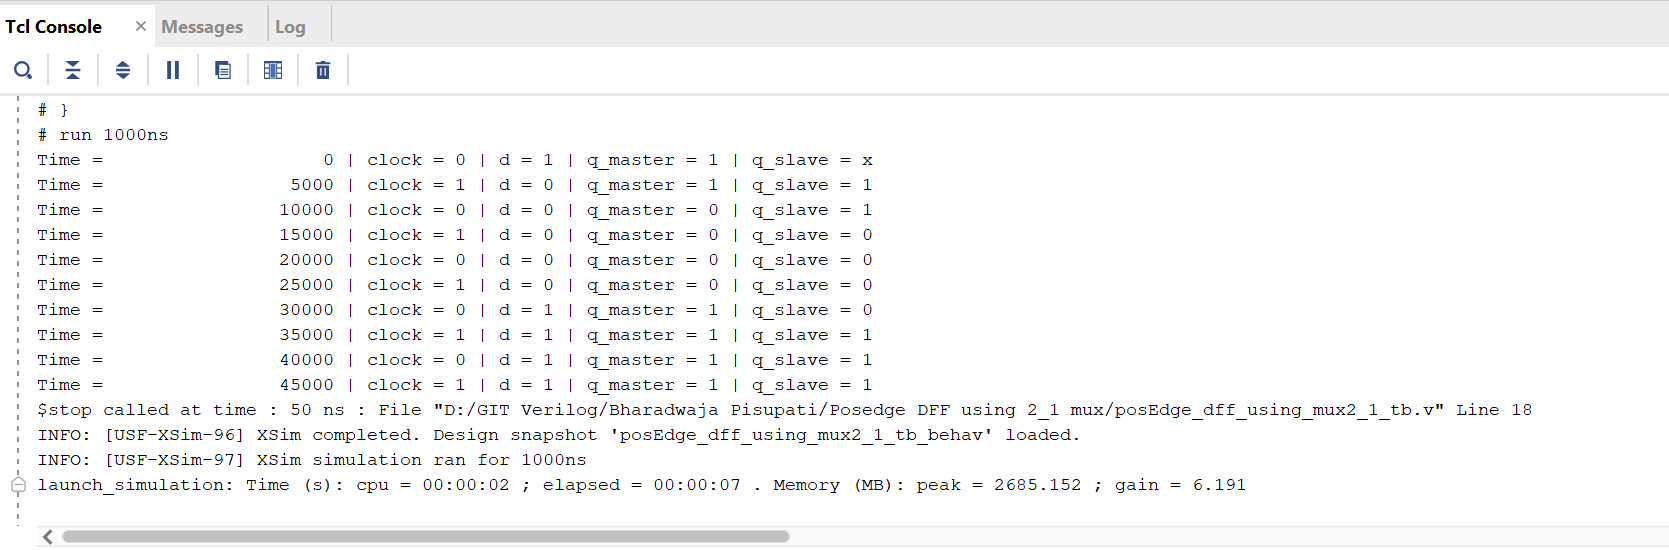 Tcl Console × Messages Log
# }
# run 1000ns
Time =                    0 | clock = 0 | d = 1 | q_master = 1 | q_slave = x
Time =                 5000 | clock = 1 | d = 0 | q_master = 1 | q_slave = 1
Time =                10000 | clock = 0 | d = 0 | q_master = 0 | q_slave = 1
Time =                15000 | clock = 1 | d = 0 | q_master = 0 | q_slave = 0
Time =                20000 | clock = 0 | d = 0 | q_master = 0 | q_slave = 0
Time =                25000 | clock = 1 | d = 0 | q_master = 0 | q_slave = 0
Time =                30000 | clock = 0 | d = 1 | q_master = 1 | q_slave = 0
Time =                35000 | clock = 1 | d = 1 | q_master = 1 | q_slave = 1
Time =                40000 | clock = 0 | d = 1 | q_master = 1 | q_slave = 1
Time =                45000 | clock = 1 | d = 1 | q_master = 1 | q_slave = 1
$stop called at time : 50 ns : File "D:/GIT Verilog/Bharadwaja Pisupati/Posedge DFF using 2_1 mux/posEdge_dff_using_mux2_1_tb.v" Line 18
INFO: [USF-XSim-96] XSim completed. Design snapshot 'posEdge_dff_using_mux2_1_tb_behav' loaded.
INFO: [USF-XSim-97] XSim simulation ran for 1000ns
launch_simulation: Time (s): cpu = 00:00:02 ; elapsed = 00:00:07 . Memory (MB): peak = 2685.152 ; gain = 6.191